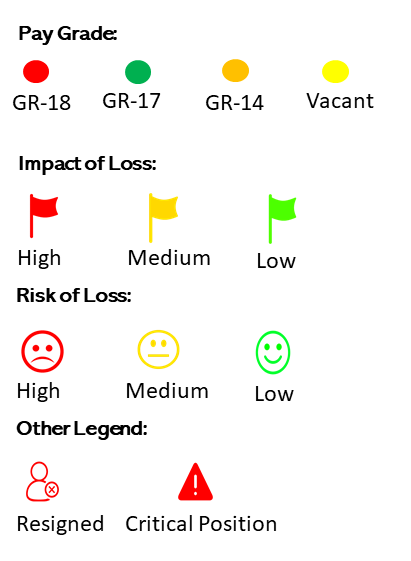 Pay Grade:
GR-18 GR-17 GR-14 Vacant
Impact of Loss:
High Medium Low
Risk of Loss:
High Medium Low
Other Legend:
Resigned Critical Position